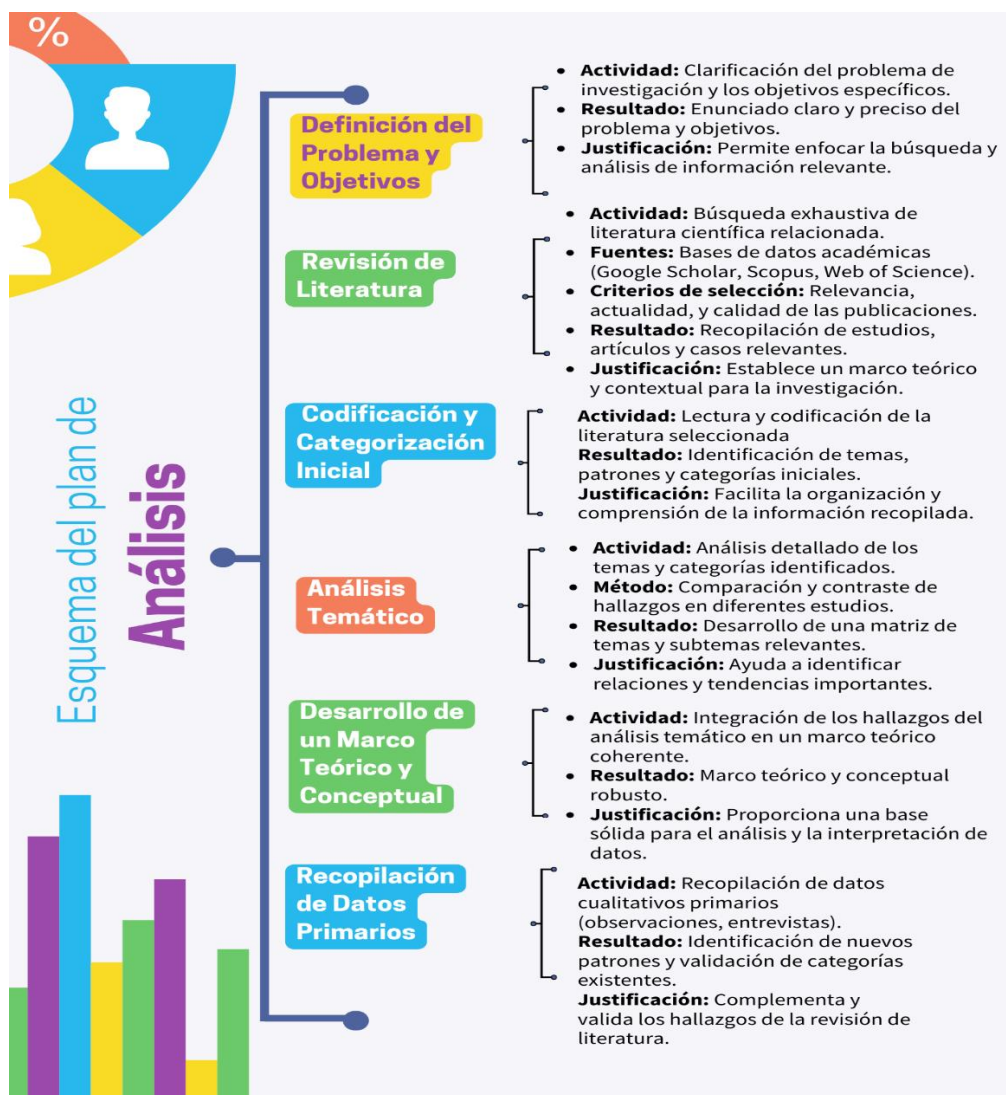 %
Esquema del plan de
Análisis
Definición del
Problema y
Objetivos
• Actividad: Clarificación del problema de
investigación y los objetivos específicos.
• Resultado: Enunciado claro y preciso del
problema y objetivos.
• Justificación: Permite enfocar la búsqueda y
análisis de información relevante.
Revisión de
Literatura
• Actividad: Búsqueda exhaustiva de
literatura científica relacionada.
• Fuentes: Bases de datos académicas
(Google Scholar, Scopus, Web of Science).
• Criterios de selección: Relevancia,
actualidad, y calidad de las publicaciones.
• Resultado: Recopilación de estudios,
artículos y casos relevantes.
• Justificación: Establece un marco teórico
y contextual para la investigación.
Codificación y
Categorización
Inicial
Actividad: Lectura y codificación de la
literatura seleccionada
Resultado: Identificación de temas,
patrones y categorías iniciales.
Justificación: Facilita la organización y
comprensión de la información recopilada.
Análisis
Temático
• Actividad: Análisis detallado de los
temas y categorías identificados.
• Método: Comparación y contraste de
hallazgos en diferentes estudios.
• Resultado: Desarrollo de una matriz de
temas y subtemas relevantes.
• Justificación: Ayuda a identificar
relaciones y tendencias importantes.
Desarrollo de
un Marco
Teórico y
Conceptual
• Actividad: Integración de los hallazgos del
análisis temático en un marco teórico
coherente.
• Resultado: Marco teórico y conceptual
robusto.
• Justificación: Proporciona una base
sólida para el análisis y la interpretación de
datos.
Recopilación
de Datos
Primarios
Actividad: Recopilación de datos
cualitativos primarios
(observaciones, entrevistas).
Resultado: Identificación de nuevos
patrones y validación de categorías
existentes.
Justificación: Complementa y
valida los hallazgos de la revisión de
literatura.